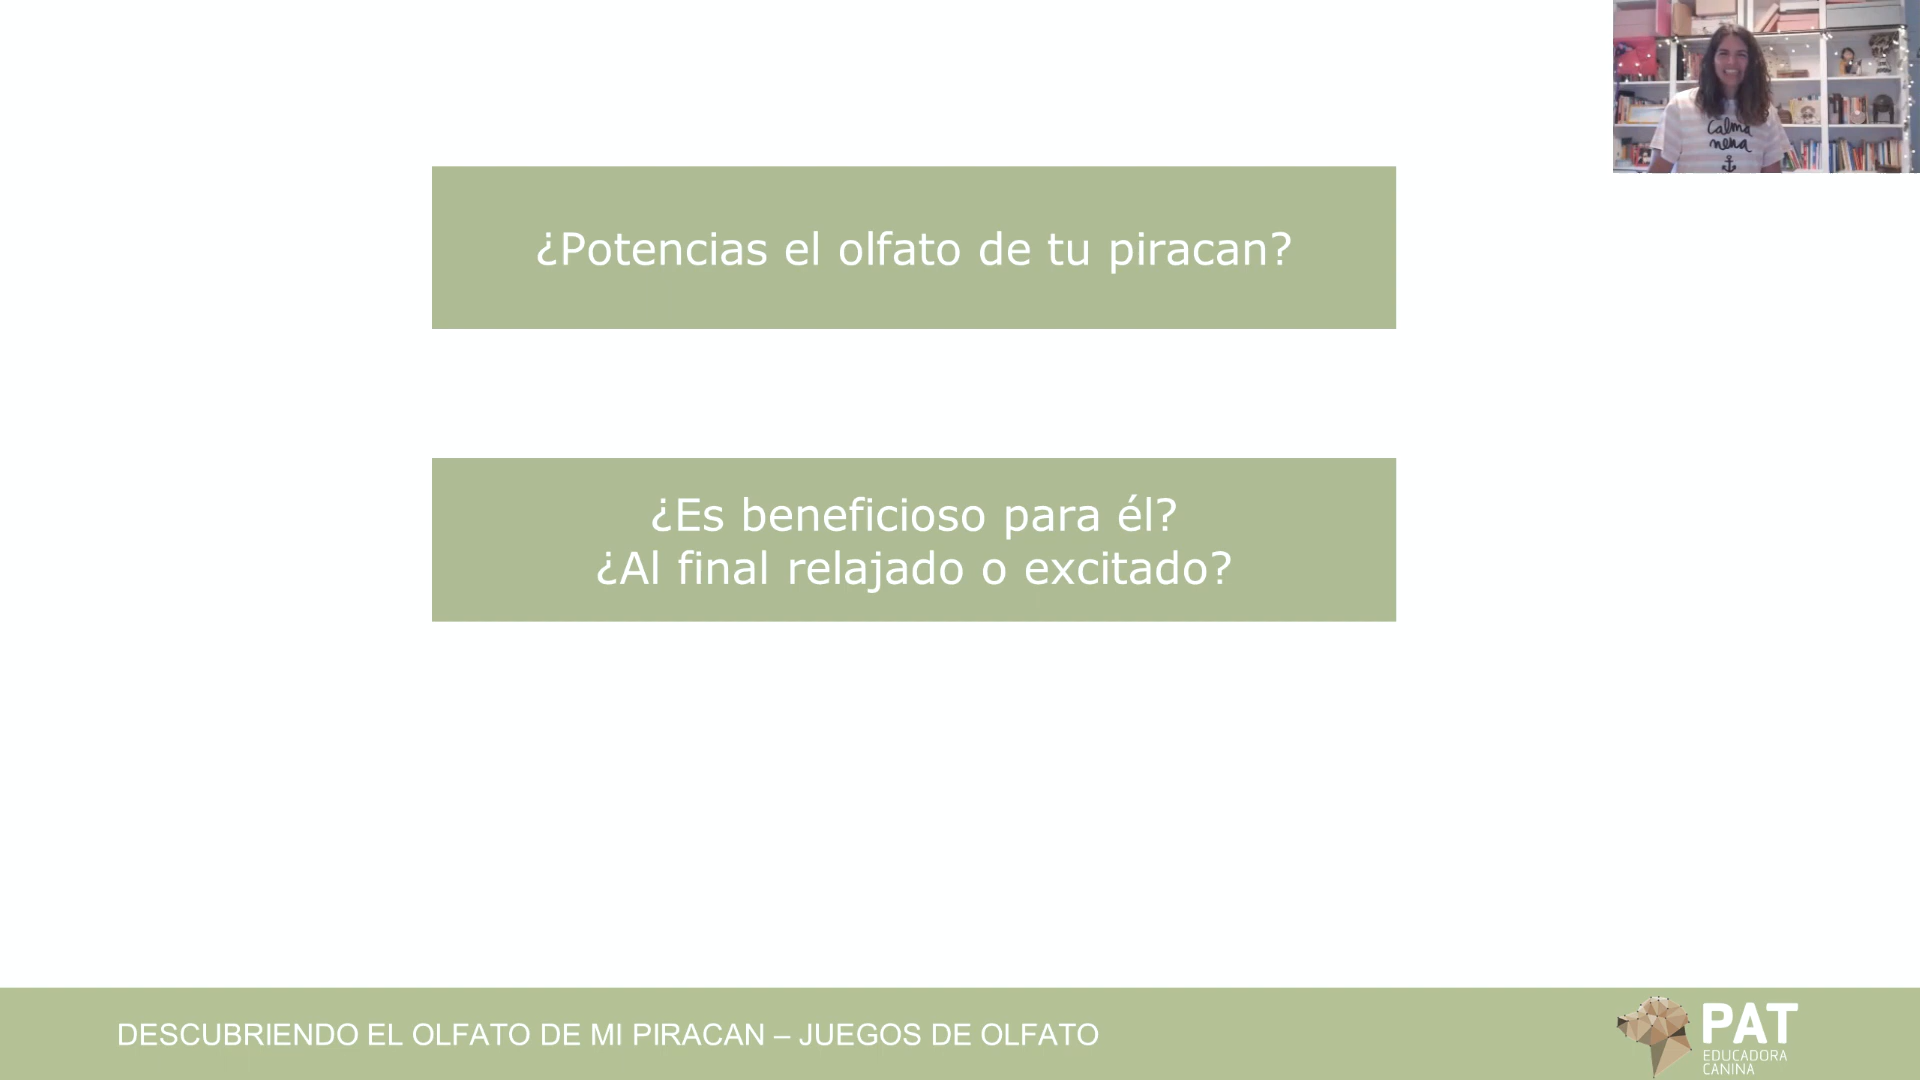 Calma
nena
¿Potencias el olfato de tu piracan?
¿Es beneficioso para él?
¿Al final relajado o excitado?
DESCUBRIENDO EL OLFATO DE MI PIRACAN – JUEGOS DE OLFATO
PAT
EDUCADORA
CANINA